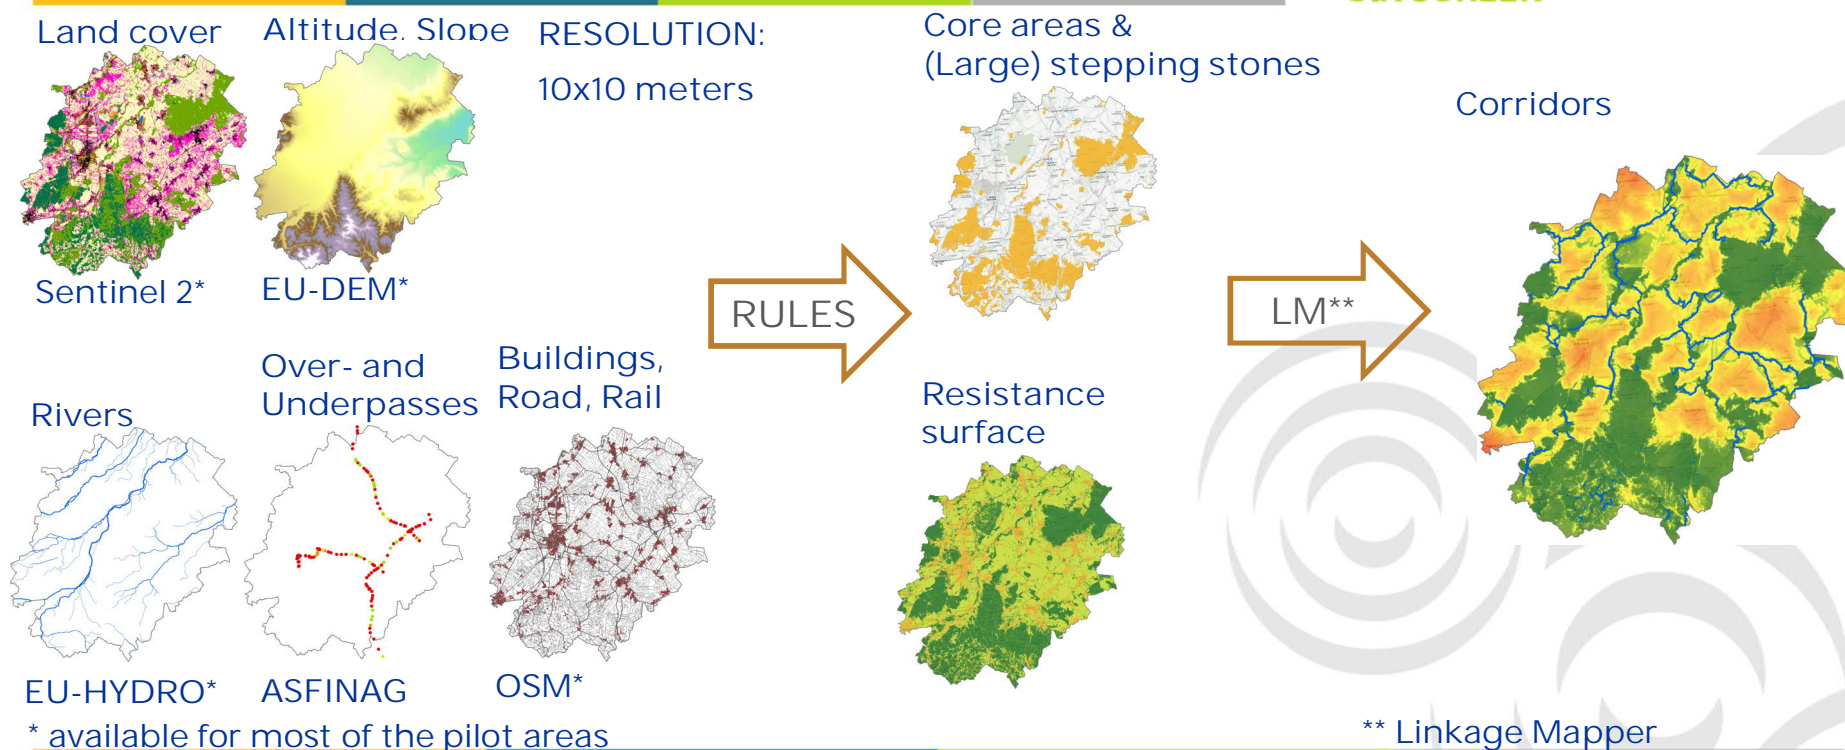 Land cover
Altitude, Slope
RESOLUTION:
10x10 meters
Sentinel 2*
EU-DEM*
Rivers
Over- and
Underpasses
Buildings,
Road, Rail
EU-HYDRO*
ASFINAG
OSM*
* available for most of the pilot areas
RULES
Core areas &
(Large) stepping stones
Resistance
surface
LM**
Corridors
** Linkage Mapper